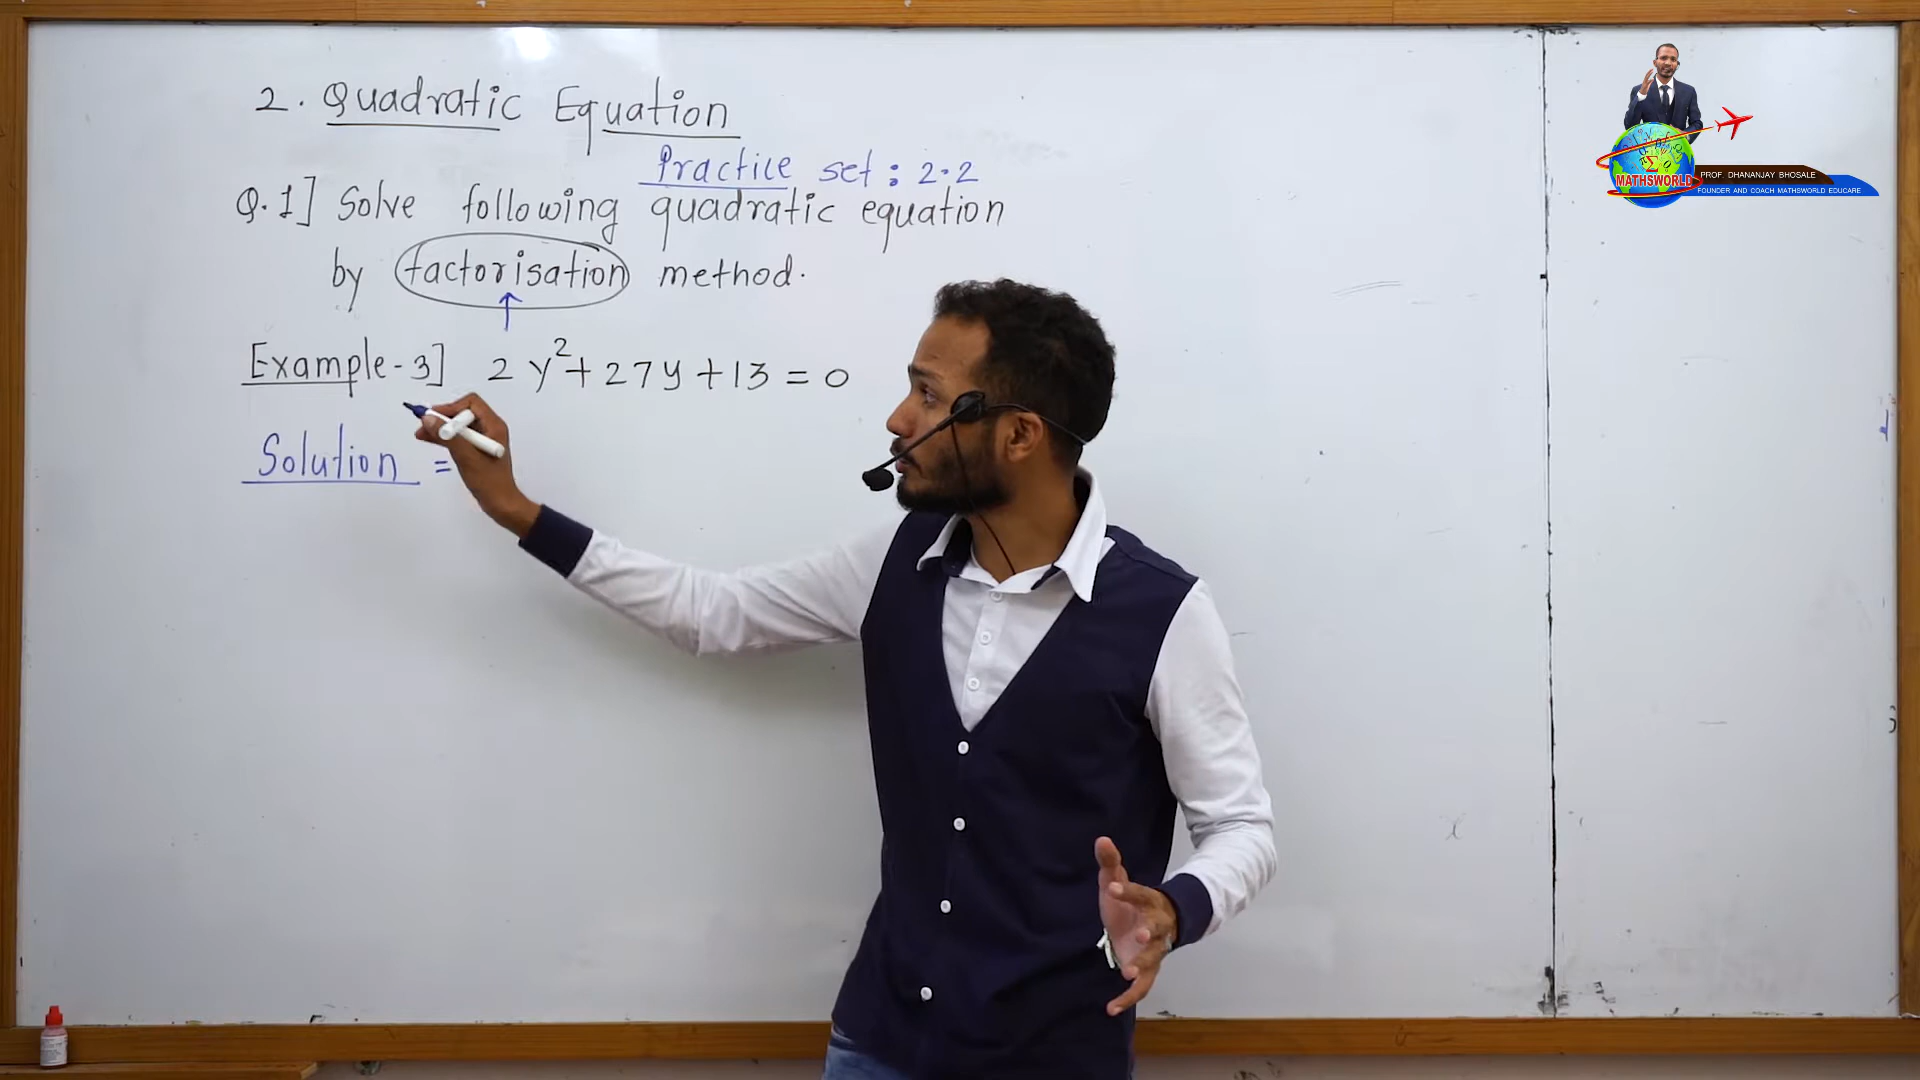 2. Quadratic Equation
Practice set : 2.2
Q.1] Solve following quadratic equation
by factorisation method.
Example-3] 2y²+27y+13=0
Solution =
MATHSWORLD
PROF. DHANANJAY BHOSALE
FOUNDER AND COACH MATHSWORLD EDUCARE